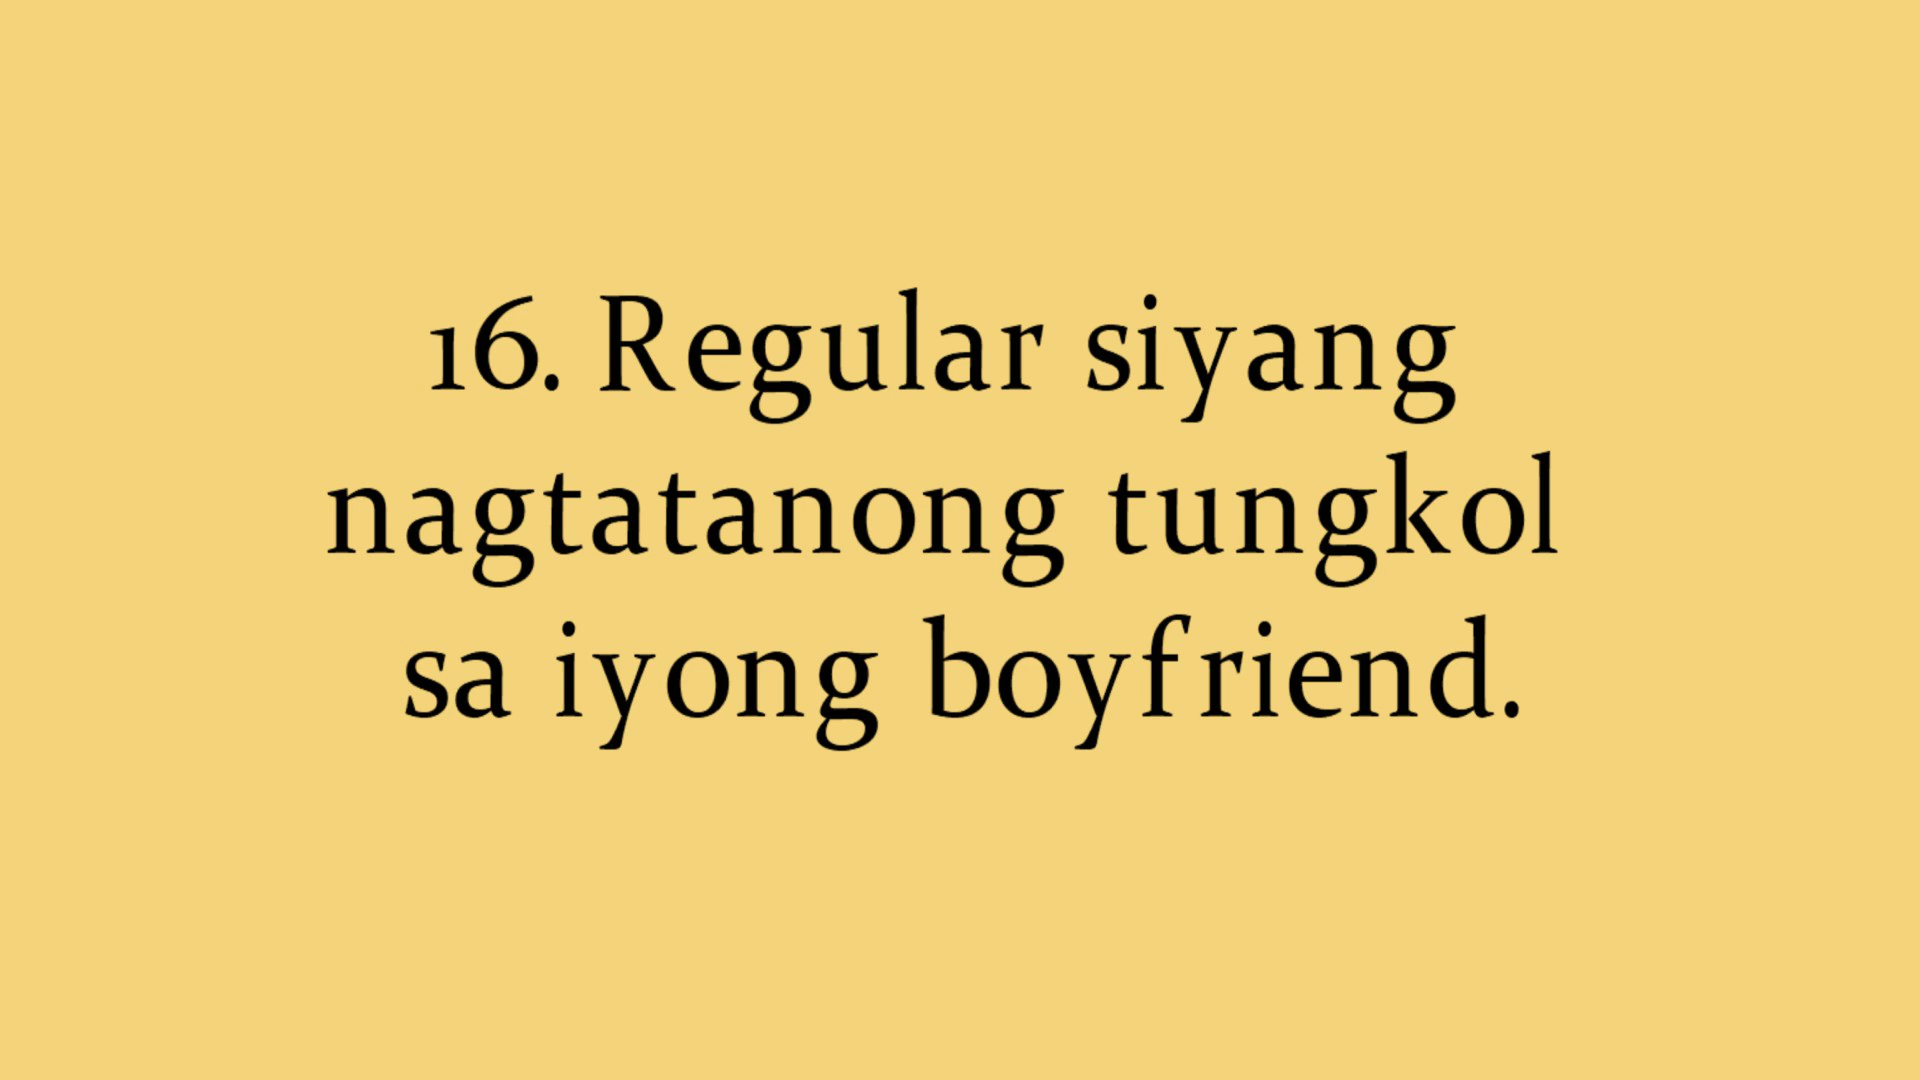 16. Regular siyang
nagtatanong tungkol
sa iyong boyfriend.